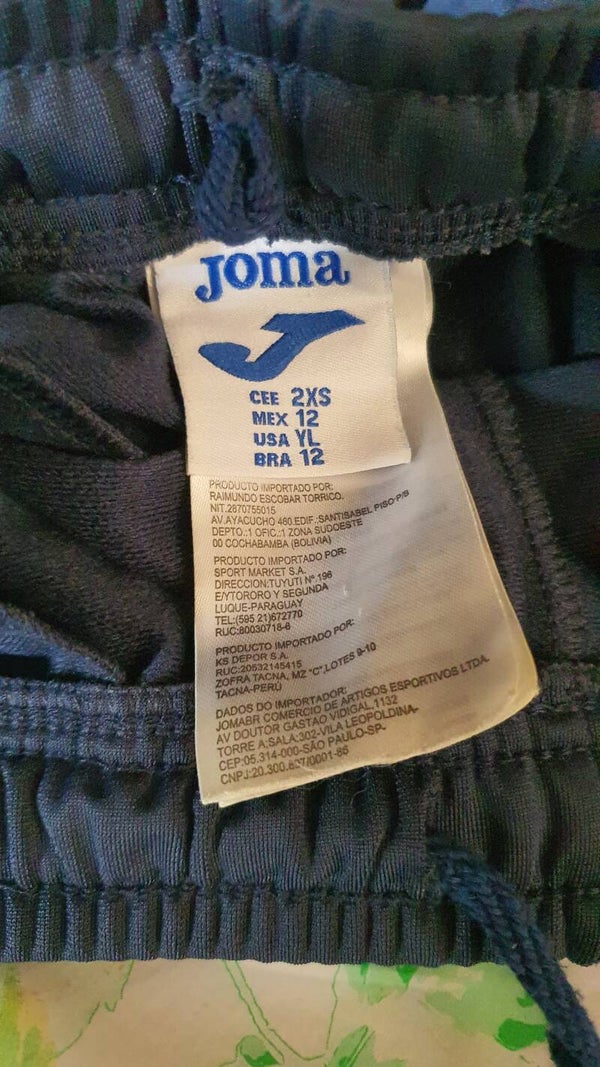 Joma
CEE 2XS
MEX 12
USA YL
BRA 12
PRODUCTO IMPORTADO POR:
RAIMUNDO ESCOBAR TORRICO.
NIT.2870755015
AV.AYACUCHO 480.EDIF.:SANTISABEL PISO-P/B
DEPTO.:1 OFIC.:1 ZONA SUDOESTE
00 COCHABAMBA (BOLIVIA)
PRODUCTO IMPORTADO POR:
SPORT MARKET S.A.
DIRECCION:TUYUTI Nº 196
E/YTORORO Y SEGUNDA
LUQUE-PARAGUAY
TEL:(595 21)672770
RUC:80030718-8
PRODUCTO IMPORTADO POR:
KS DEPOR S.A.
RUC:20532145415
ZOFRA TACNA, MZ "C",LOTES 9-10
TACNA-PERÚ
DADOS DO IMPORTADOR:
JOMABR COMERCIO DE ARTIGOS ESPORTIVOS LTDA.
AV DOUTOR GASTAO VIDIGAL,1132
TORRE A;SALA:302-VILA LEOPOLDINA-
CEP:05.314-000-SÃO PAULO-SP-